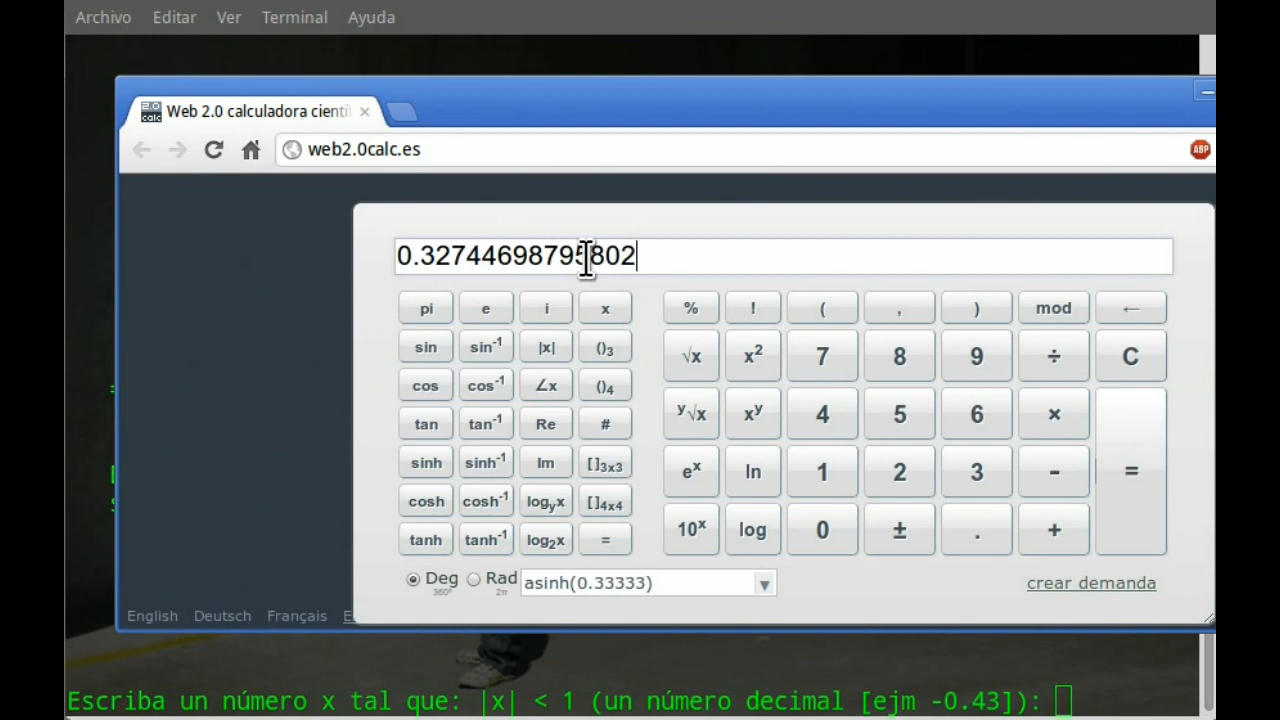 Archivo Editar Ver Terminal Ayuda
Web 2.0 calculadora cientí
web2.0calc.es
ABP
0.32744698795802
pi e i x % ! ( , ) mod ←
sin sin⁻¹ |x| ()₃ √x x² 7 8 9 ÷ C
cos cos⁻¹ ∠x ()₄
tan tan⁻¹ Re # ʸ√x xʸ 4 5 6 ×
sinh sinh⁻¹ Im []₃ₓ₃ eˣ ln 1 2 3 - =
cosh cosh⁻¹ logyx []₄ₓ₄
tanh tanh⁻¹ log₂x = 10ˣ log 0 ± . +
Deg Rad asinh(0.33333) crear demanda
360° 2π
English Deutsch Français
Escriba un número x tal que: |x| < 1 (un número decimal [ejm -0.43]):